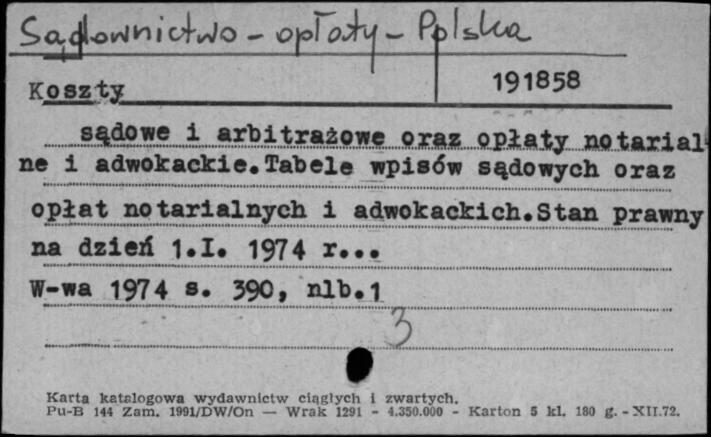 Sądownictwo - opłaty - Polska
Koszty 191858
sądowe i arbitrażowe oraz opłaty notarial-
ne i adwokackie.Tabele wpisów sądowych oraz
opłat notarialnych i adwokackich.Stan prawny
na dzień 1.I. 1974 r...
W-wa 1974 s. 390, nlb.1
3
Karta katalogowa wydawnictw ciągłych i zwartych.
Pu-B 144 Zam. 1991/DW/On — Wrak 1291 - 4.350.000 - Karton 5 kl. 180 g. - XII.72.